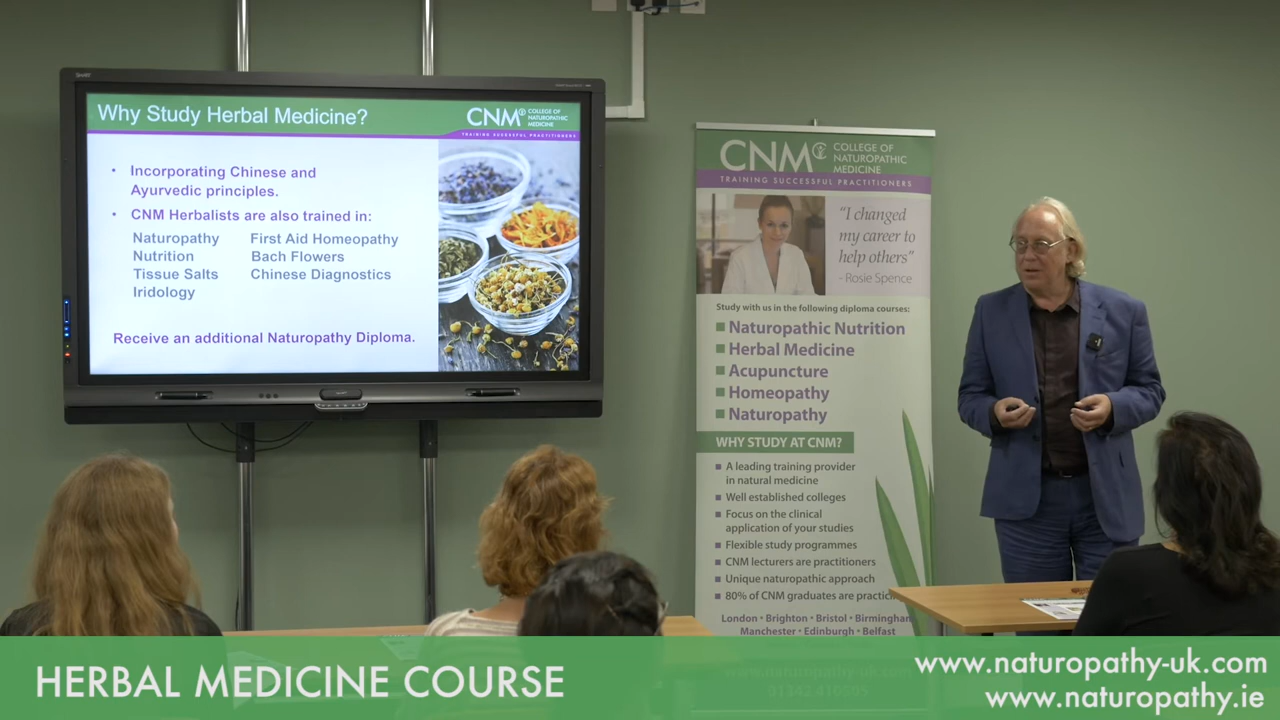 Why Study Herbal Medicine?
CNM COLLEGE OF
NATUROPATHIC
MEDICINE
TRAINING SUCCESSFUL PRACTITIONERS
• Incorporating Chinese and
Ayurvedic principles.
• CNM Herbalists are also trained in:
Naturopathy First Aid Homeopathy
Nutrition Bach Flowers
Tissue Salts Chinese Diagnostics
Iridology
Receive an additional Naturopathy Diploma.
CNM COLLEGE OF
NATUROPATHIC
MEDICINE
TRAINING SUCCESSFUL PRACTITIONERS
“I changed
my career to
help others”
- Rosie Spence
Study with us in the following diploma courses:
Naturopathic Nutrition
Herbal Medicine
Acupuncture
Homeopathy
Naturopathy
WHY STUDY AT CNM?
A leading training provider
in natural medicine
Well established colleges
Focus on the clinical
application of your studies
Flexible study programmes
CNM lecturers are practitioners
Unique naturopathic approach
80% of CNM graduates are practic
London • Brighton • Bristol • Birmingham
Manchester • Edinburgh • Belfast
www.naturopathy-uk.com
HERBAL MEDICINE COURSE
www.naturopathy-uk.com
www.naturopathy.ie